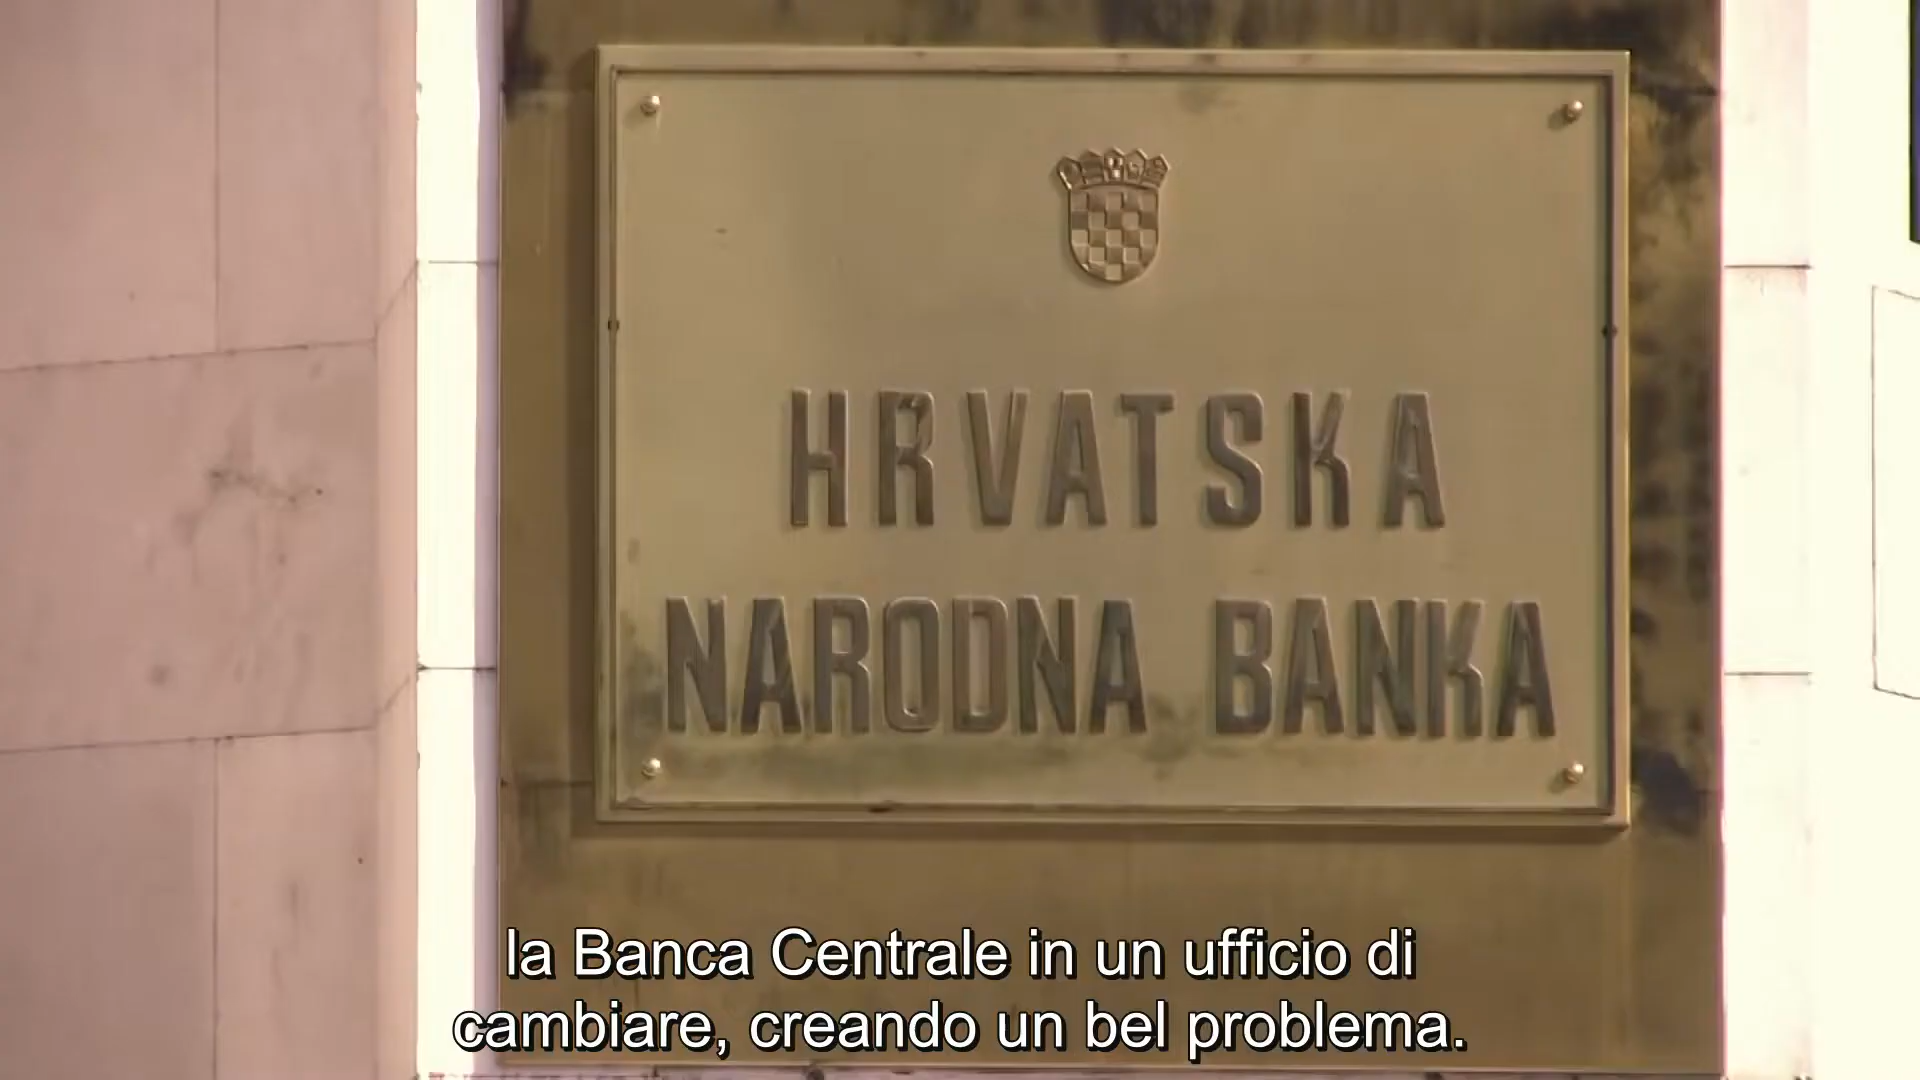 HRVATSKA
NARODNA BANKA
la Banca Centrale in un ufficio di
cambiare, creando un bel problema.